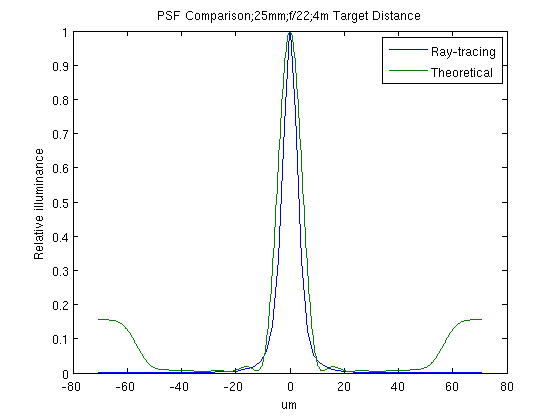 PSF Comparison;25mm;f/22;4m Target Distance
Ray-tracing
Theoretical
Relative illuminance
1
0.9
0.8
0.7
0.6
0.5
0.4
0.3
0.2
0.1
0
-80 -60 -40 -20 0 20 40 60 80
um